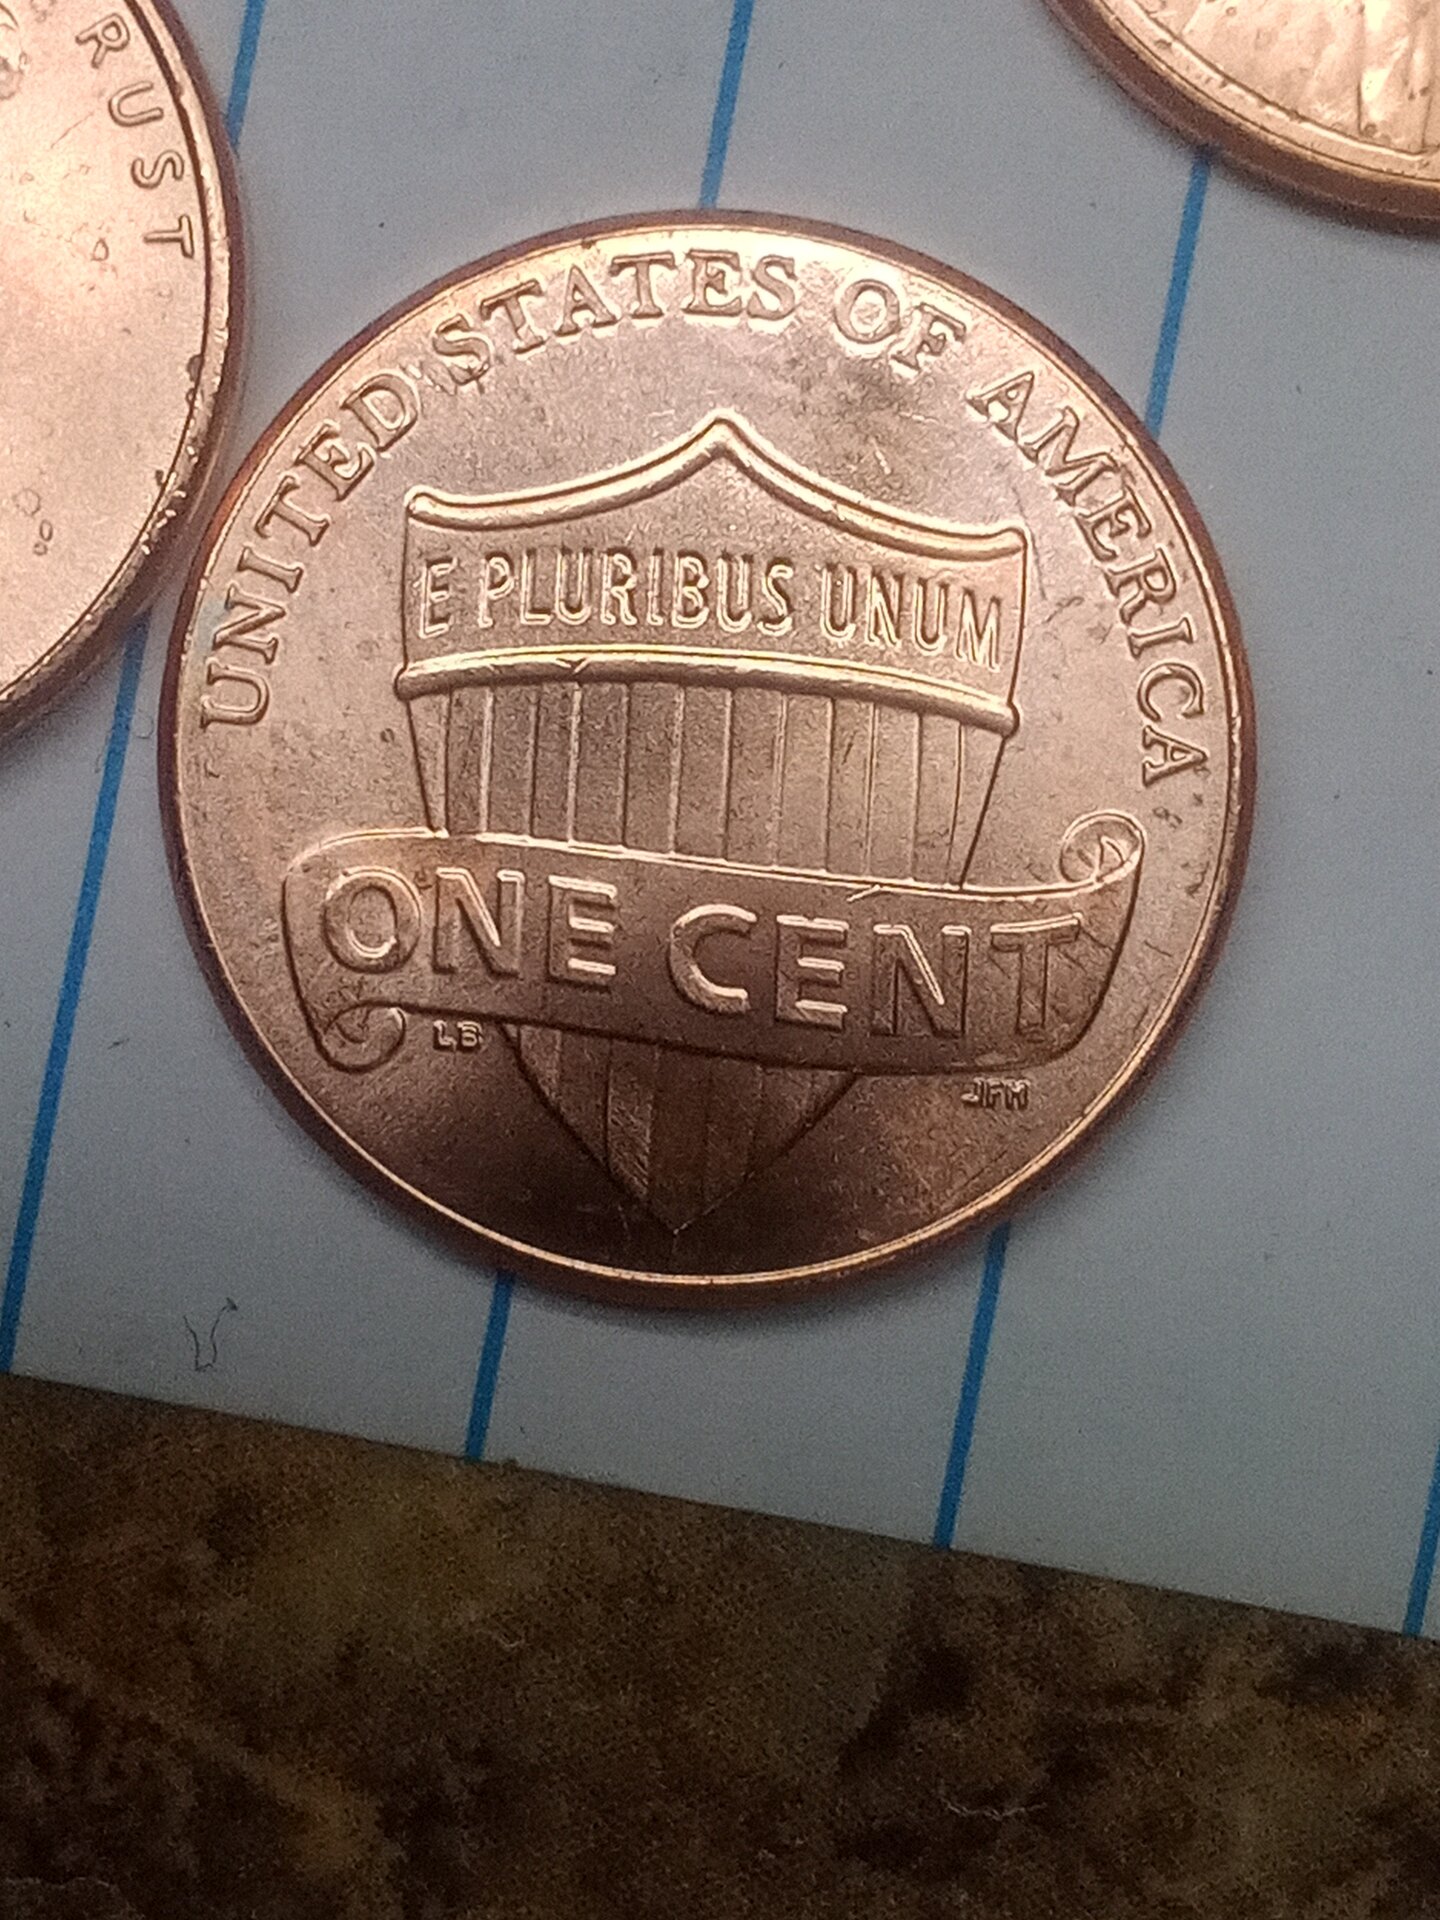 RUST
UNITED STATES OF AMERICA
E PLURIBUS UNUM
ONE CENT
LB
JFM